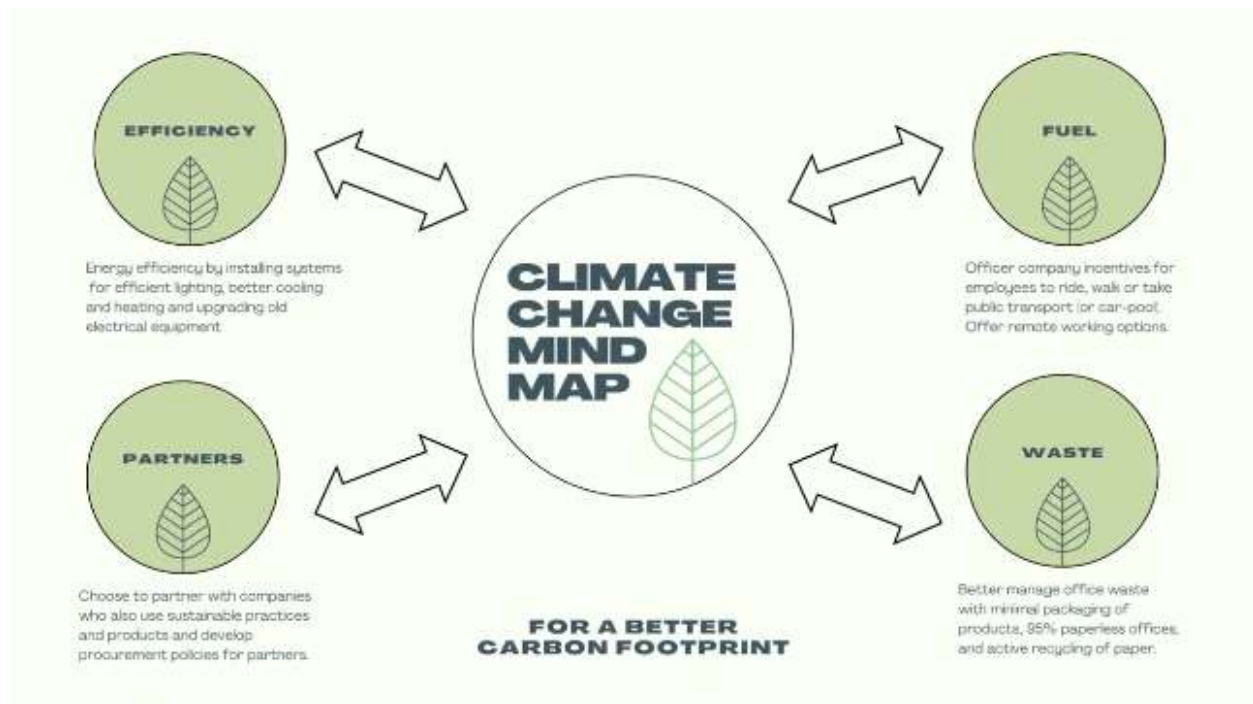 EFFICIENCY
Energy efficiency by installing systems
for efficient lighting, better cooling
and heating and upgrading old
electrical equipment
PARTNERS
Choose to partner with companies
who also use sustainable practices
and products and develop
procurement policies for partners.
CLIMATE
CHANGE
MIND
MAP
FOR A BETTER
CARBON FOOTPRINT
FUEL
Officer company incentives for
employees to ride, walk or take
public transport (or car-pool.
Offer remote working options.
WASTE
Better manage office waste
with minimal packaging of
products, 95% paperless offices,
and active recycling of paper.